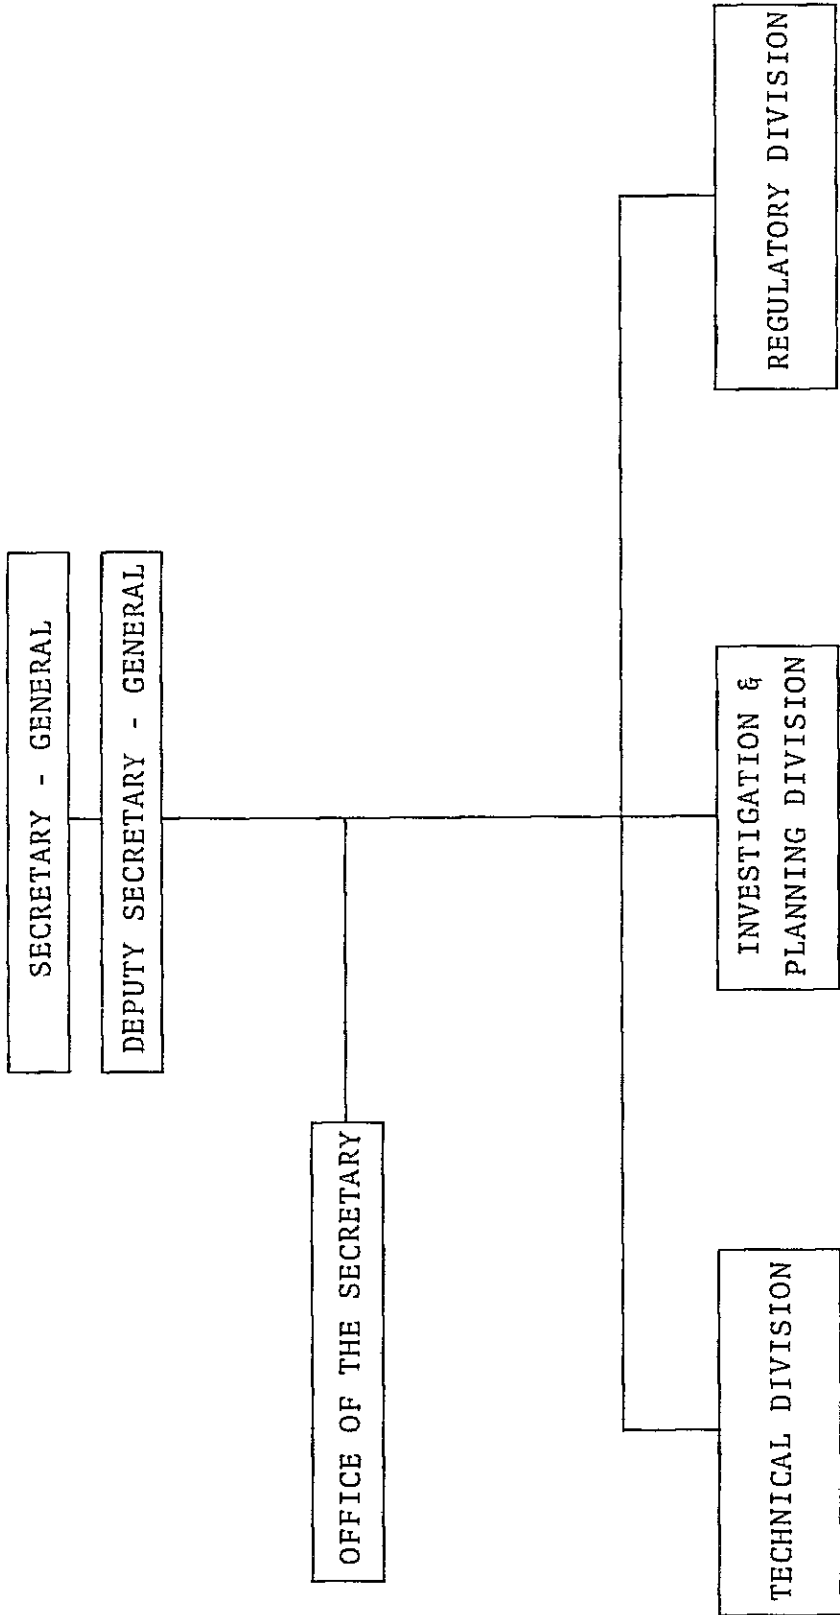 SECRETARY - GENERAL
DEPUTY SECRETARY - GENERAL
OFFICE OF THE SECRETARY
TECHNICAL DIVISION
INVESTIGATION &
PLANNING DIVISION
REGULATORY DIVISION